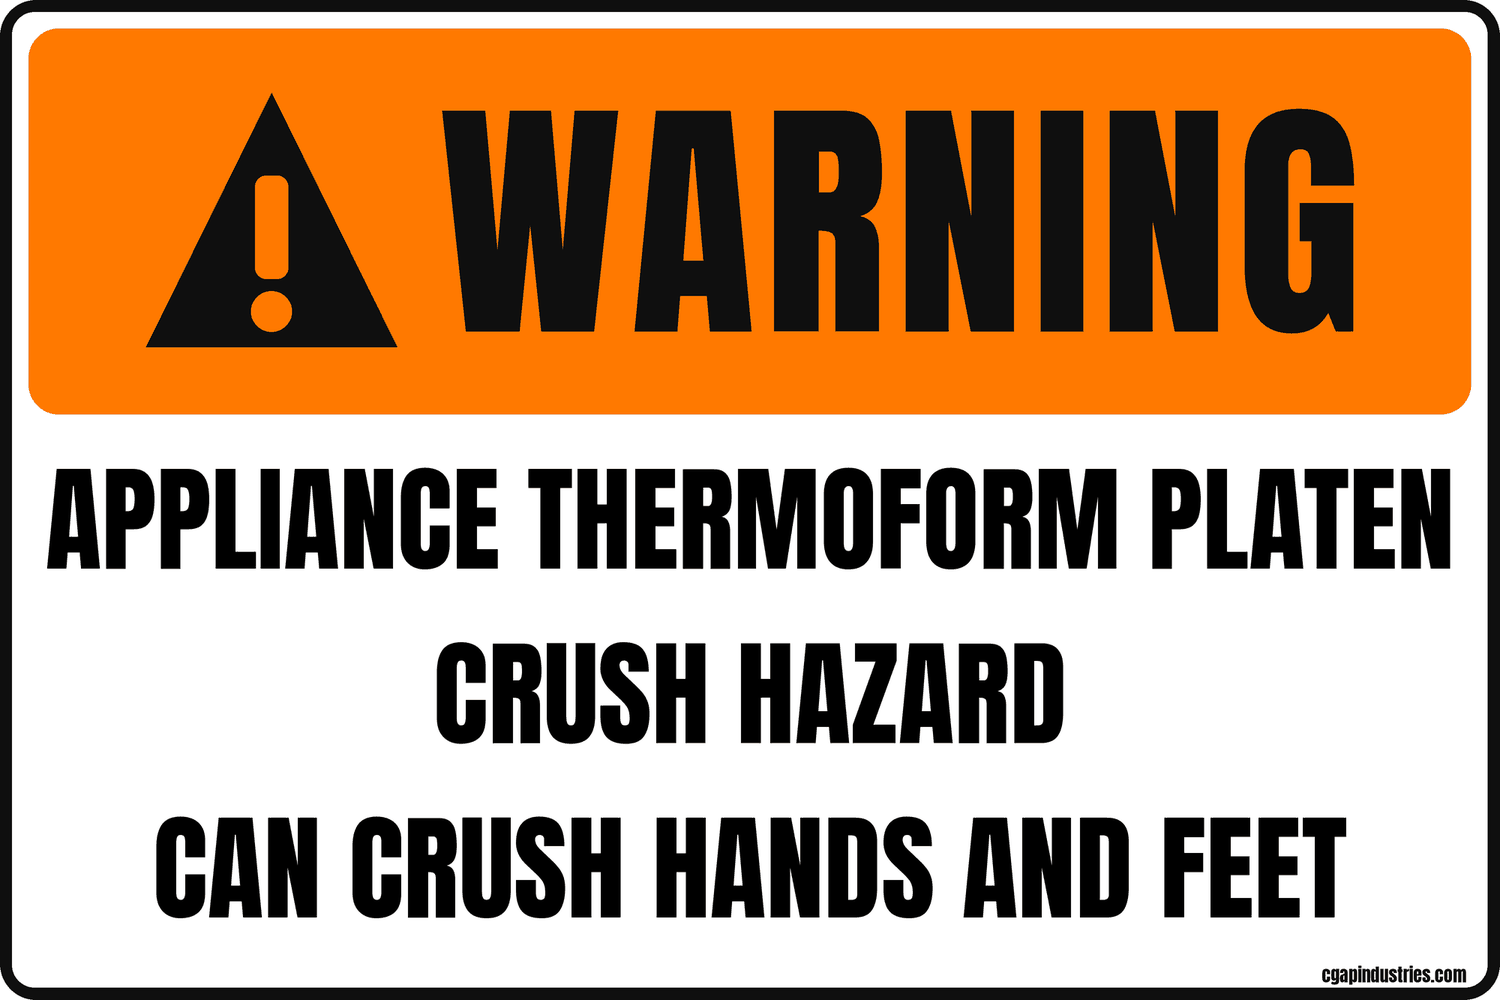 WARNING
APPLIANCE THERMOFORM PLATEN
CRUSH HAZARD
CAN CRUSH HANDS AND FEET
cgapindustries.com